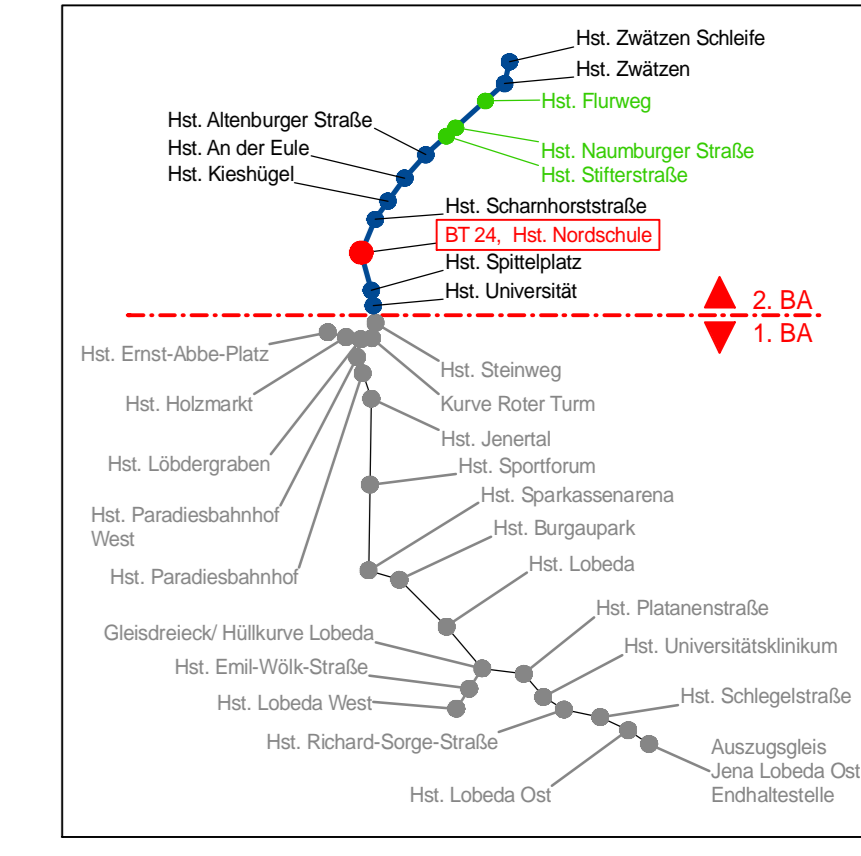 Hst. Zwätzen Schleife
Hst. Zwätzen
Hst. Flurweg
Hst. Altenburger Straße
Hst. An der Eule
Hst. Kieshügel
Hst. Naumburger Straße
Hst. Stifterstraße
Hst. Scharnhorststraße
BT 24, Hst. Nordschule
Hst. Spittelplatz
Hst. Universität
2. BA
1. BA
Hst. Ernst-Abbe-Platz
Hst. Steinweg
Hst. Holzmarkt
Kurve Roter Turm
Hst. Jenertal
Hst. Löbdergraben
Hst. Sportforum
Hst. Sparkassenarena
Hst. Paradiesbahnhof
West
Hst. Burgaupark
Hst. Paradiesbahnhof
Hst. Lobeda
Hst. Platanenstraße
Gleisdreieck/ Hüllkurve Lobeda
Hst. Universitätsklinikum
Hst. Emil-Wölk-Straße
Hst. Lobeda West
Hst. Schlegelstraße
Hst. Richard-Sorge-Straße
Auszugsgleis
Jena Lobeda Ost
Endhaltestelle
Hst. Lobeda Ost